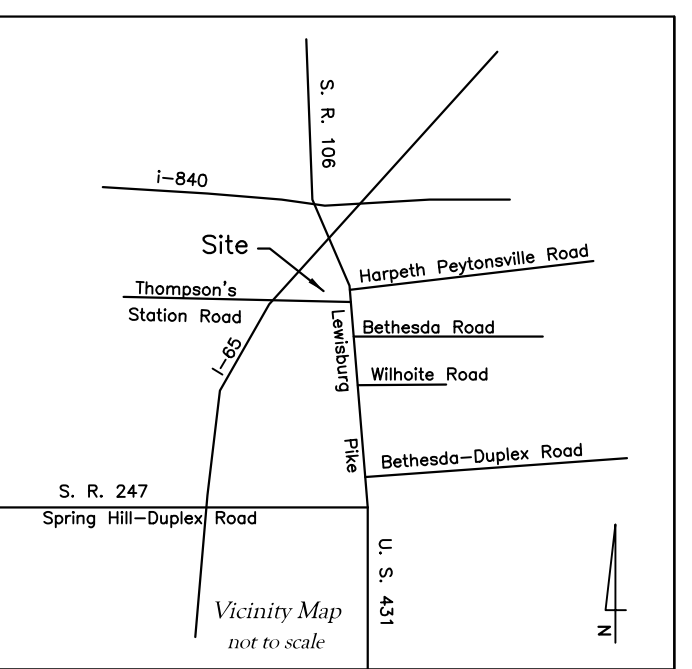 S. R. 106
i-840
Site
Harpeth Peytonsville Road
Thompson's
Station Road
Lewisburg
Bethesda Road
I-65
Wilhoite Road
Pike
Bethesda-Duplex Road
S. R. 247
Spring Hill-Duplex Road
U. S. 431
Vicinity Map
not to scale
N